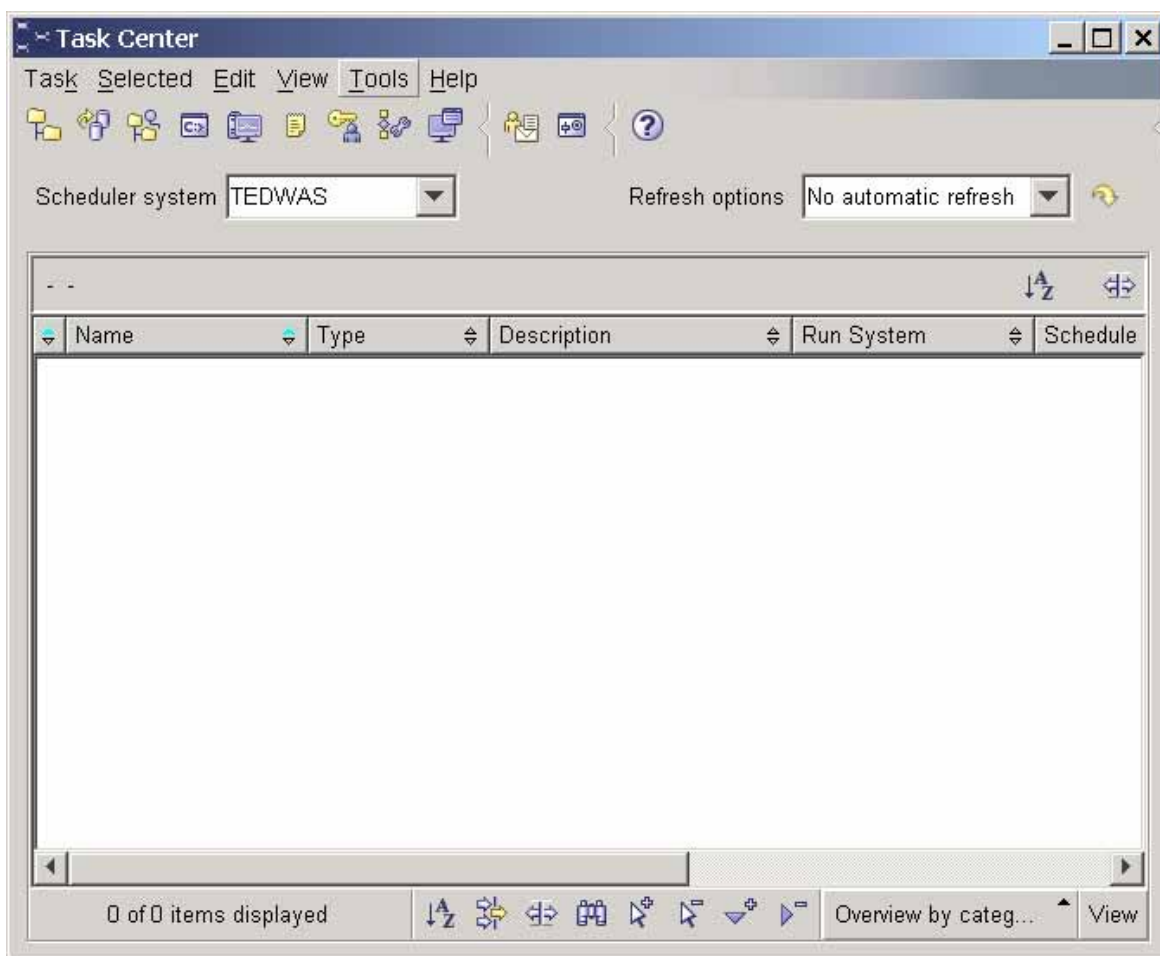 Task Center
Task Selected Edit View Tools Help
Scheduler system TEDWAS Refresh options No automatic refresh
- -
Name Type Description Run System Schedule
0 of 0 items displayed Overview by categ... View